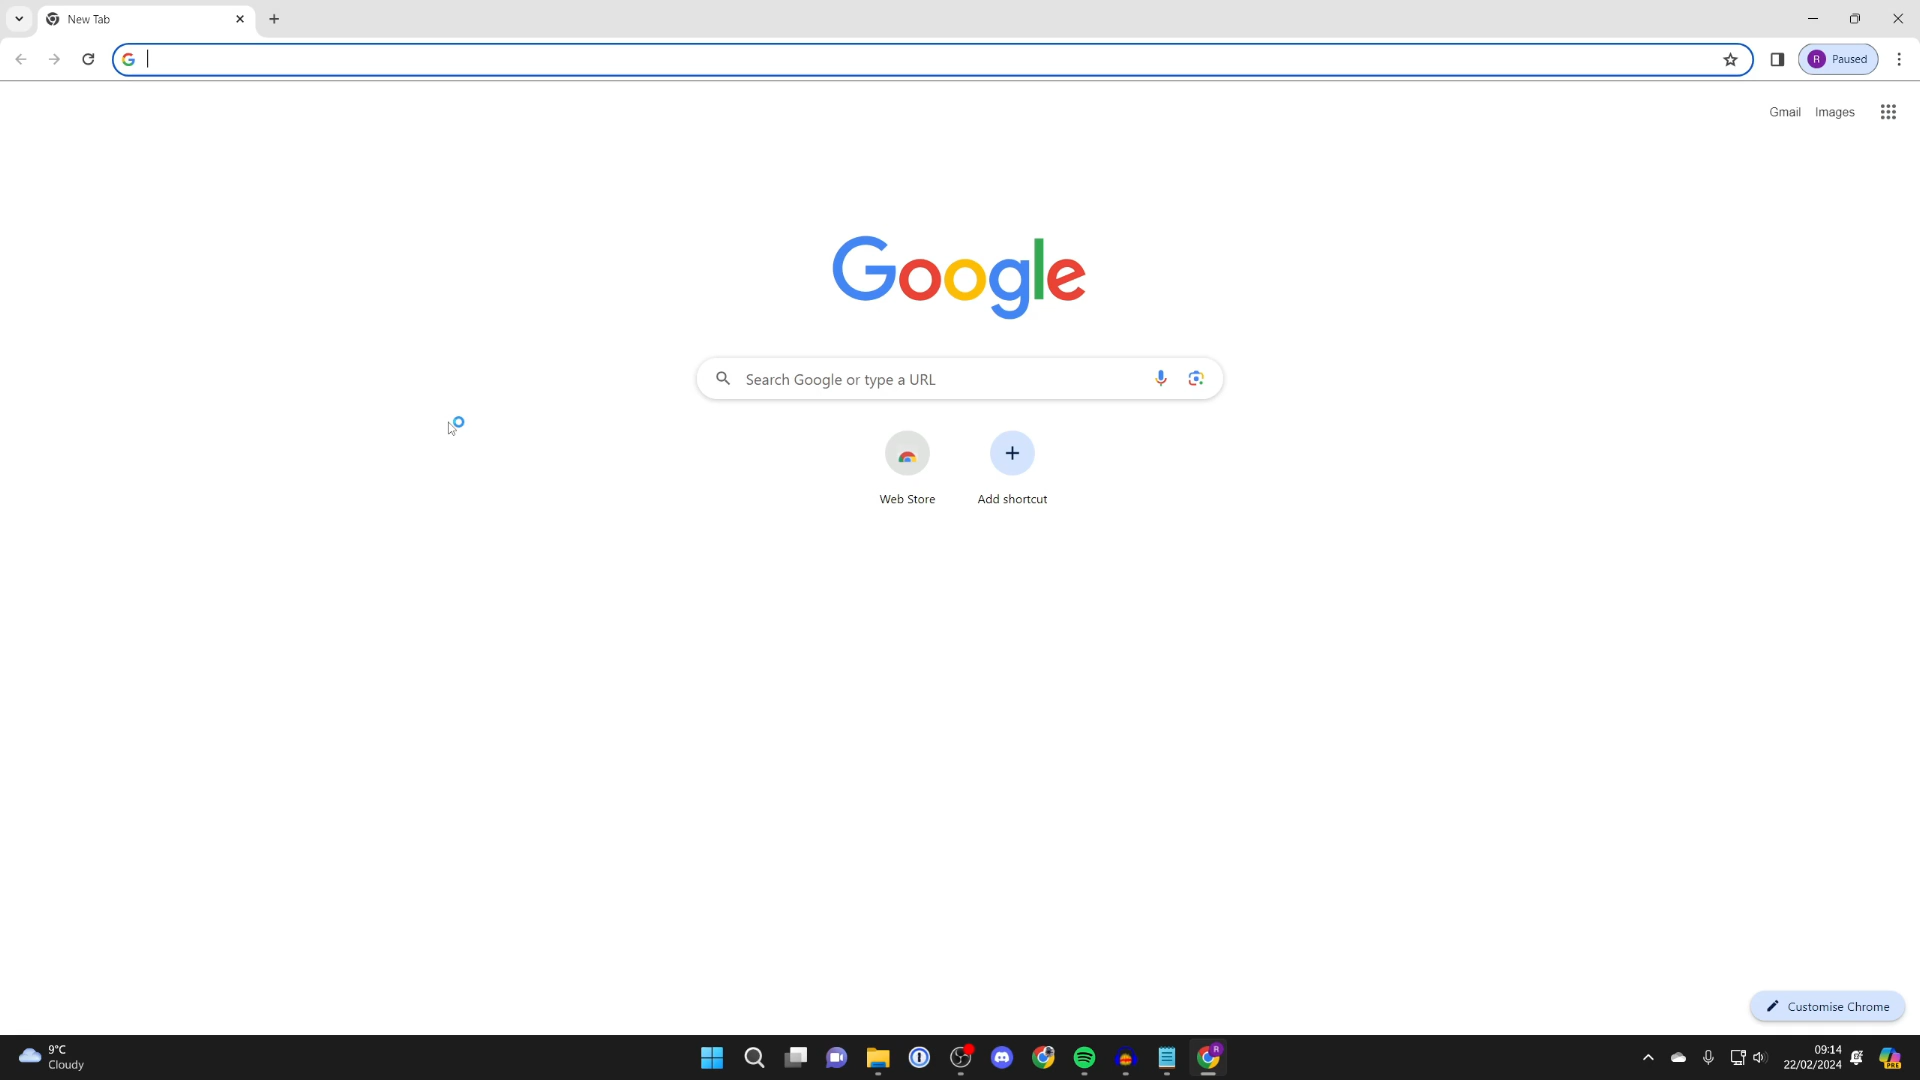 New Tab
R Paused
Gmail Images
Google
Search Google or type a URL
Web Store
Add shortcut
Customise Chrome
9°C
Cloudy
R
09:14
22/02/2024
PRE